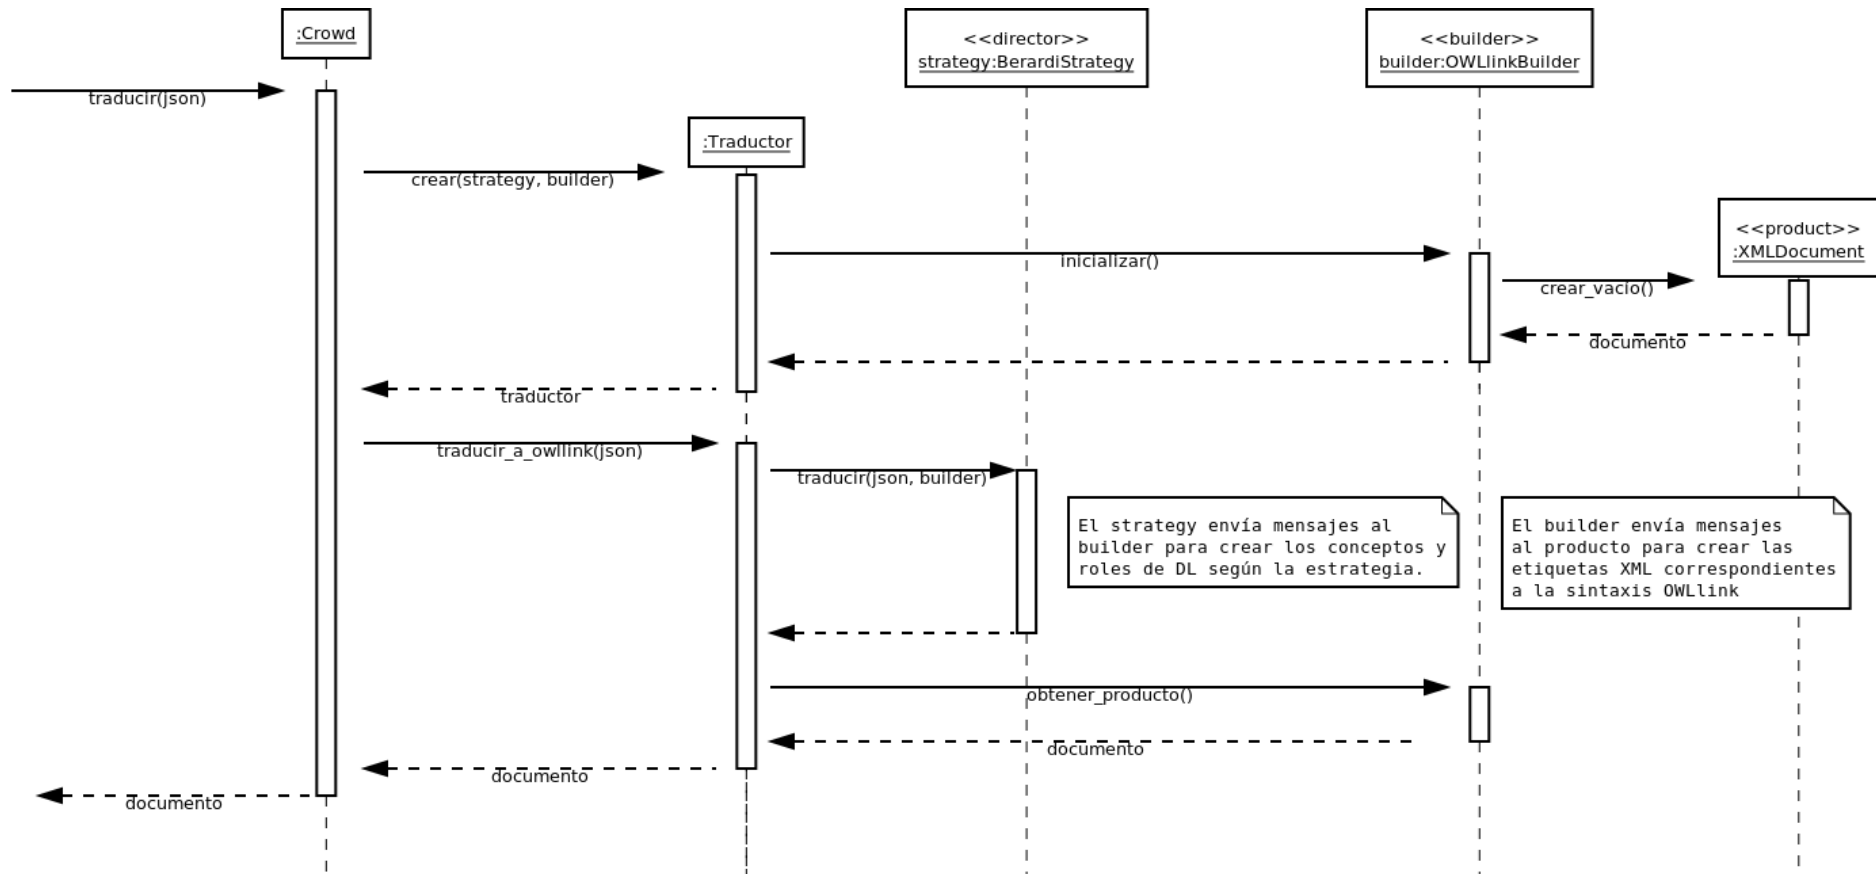 :Crowd
<<director>>
strategy:BerardiStrategy
<<builder>>
builder:OWLlinkBuilder
traducir(json)
:Traductor
crear(strategy, builder)
<<product>>
:XMLDocument
inicializar()
crear_vacío()
documento
traductor
traducir_a_owllink(json)
traducir(json, builder)
El strategy envía mensajes al
builder para crear los conceptos y
roles de DL según la estrategia.
El builder envía mensajes
al producto para crear las
etiquetas XML correspondientes
a la sintaxis OWLlink
obtener_producto()
documento
documento
documento